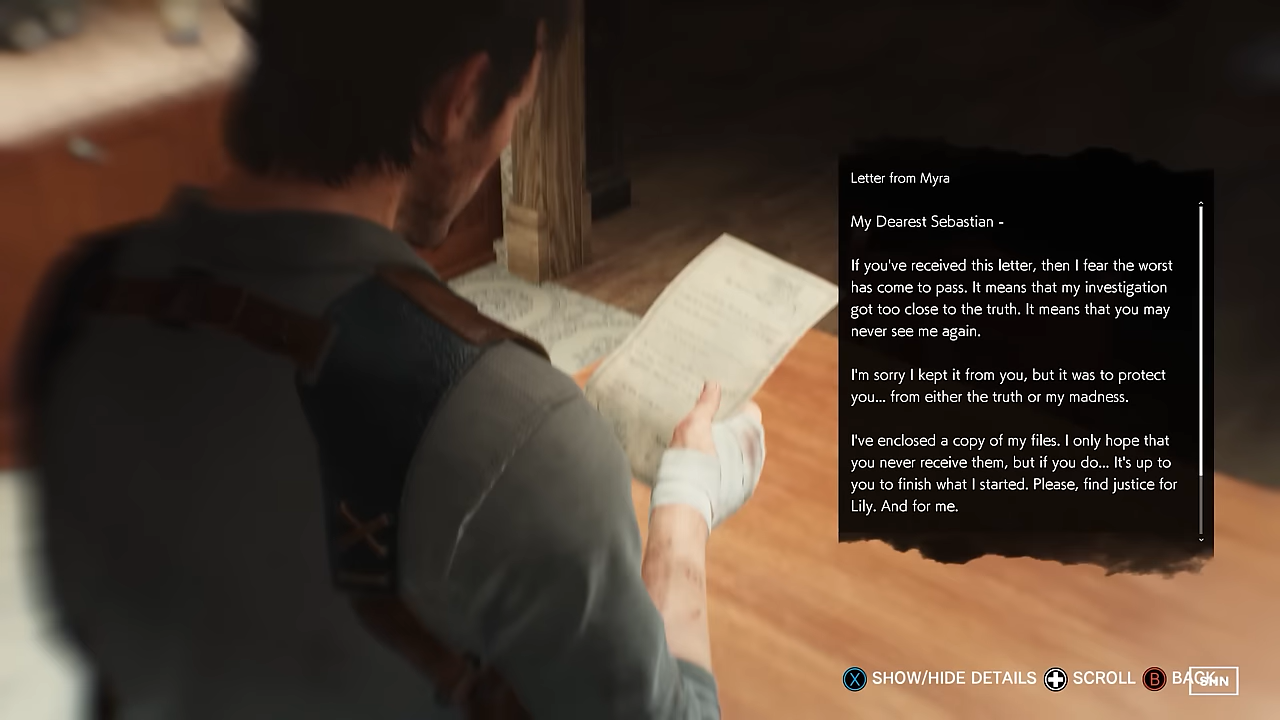 Letter from Myra
My Dearest Sebastian -
If you've received this letter, then I fear the worst
has come to pass. It means that my investigation
got too close to the truth. It means that you may
never see me again.
I'm sorry I kept it from you, but it was to protect
you... from either the truth or my madness.
I've enclosed a copy of my files. I only hope that
you never receive them, but if you do... It's up to
you to finish what I started. Please, find justice for
Lily. And for me.
X SHOW/HIDE DETAILS SCROLL B BACK